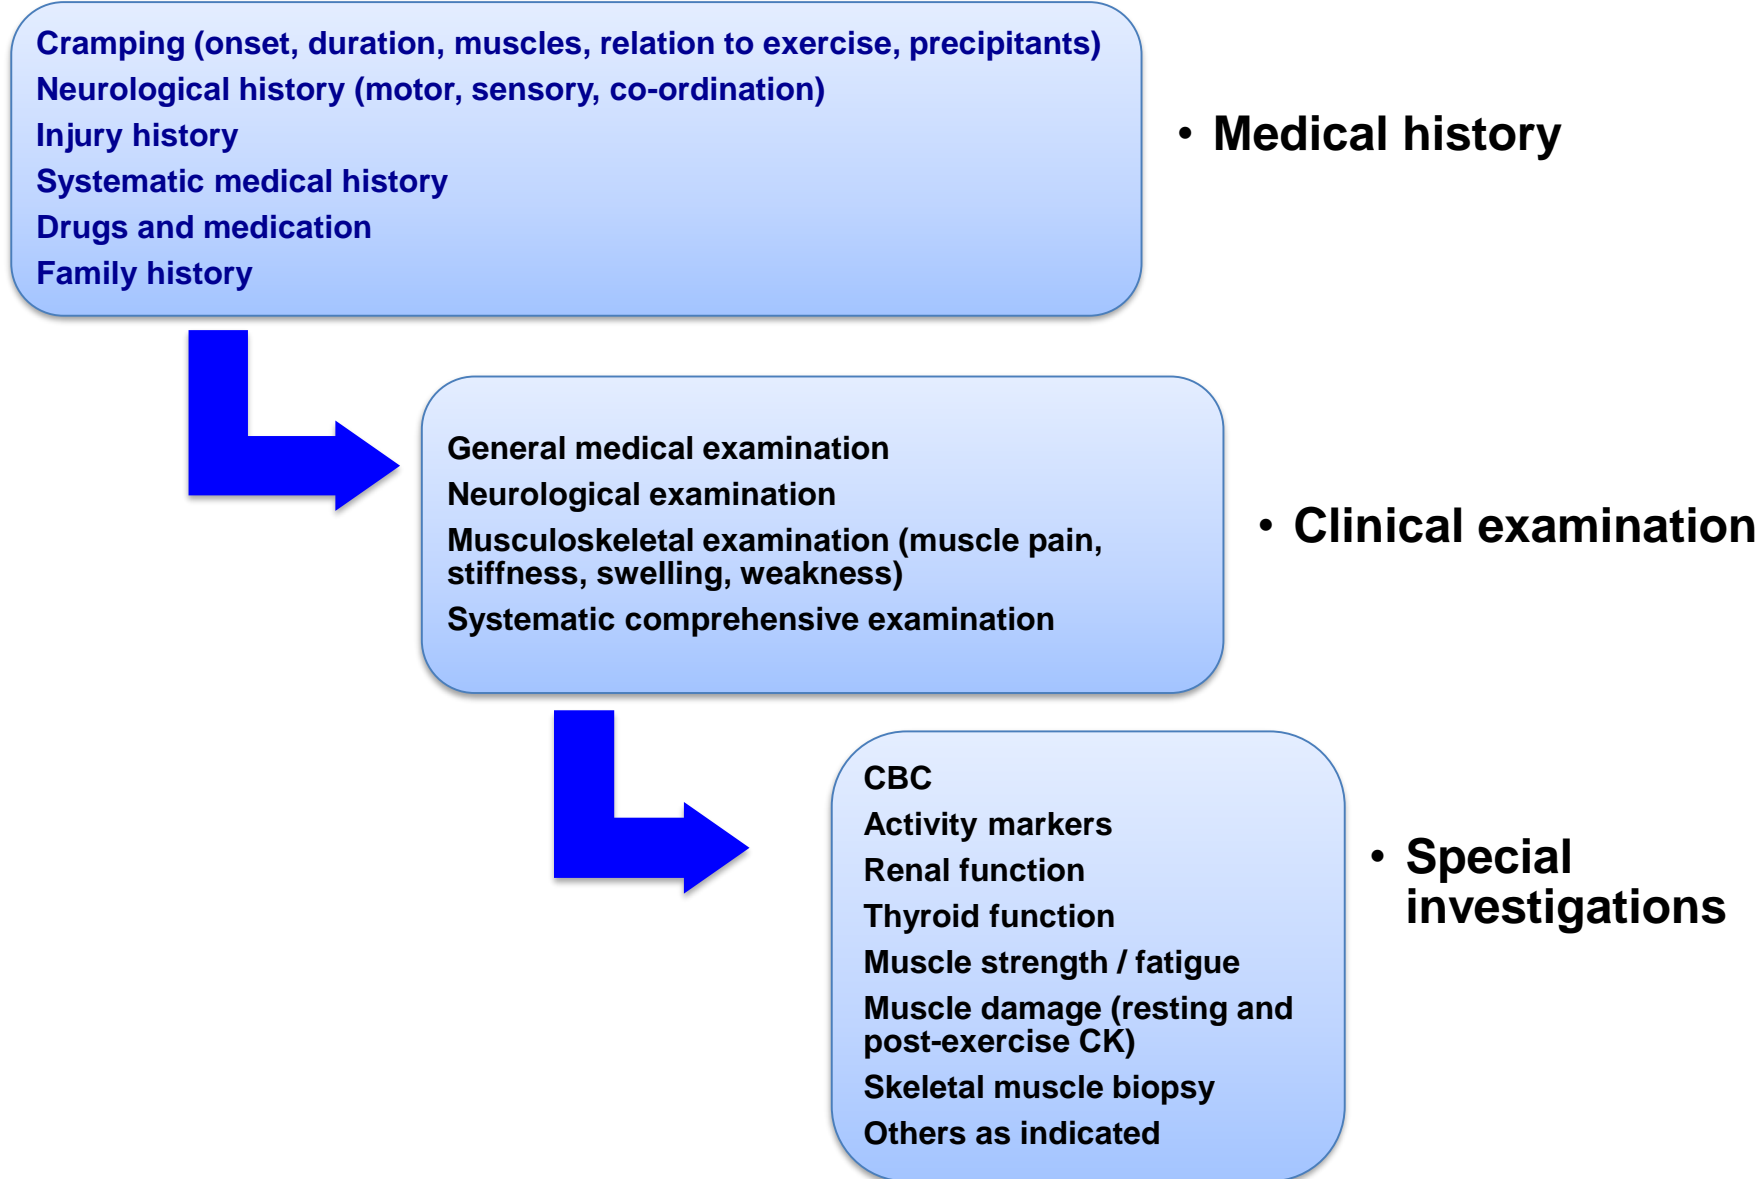 Cramping (onset, duration, muscles, relation to exercise, precipitants)
Neurological history (motor, sensory, co-ordination)
Injury history
Systematic medical history
Drugs and medication
Family history
• Medical history
General medical examination
Neurological examination
Musculoskeletal examination (muscle pain,
stiffness, swelling, weakness)
Systematic comprehensive examination
• Clinical examination
CBC
Activity markers
Renal function
Thyroid function
Muscle strength / fatigue
Muscle damage (resting and
post-exercise CK)
Skeletal muscle biopsy
Others as indicated
• Special
investigations